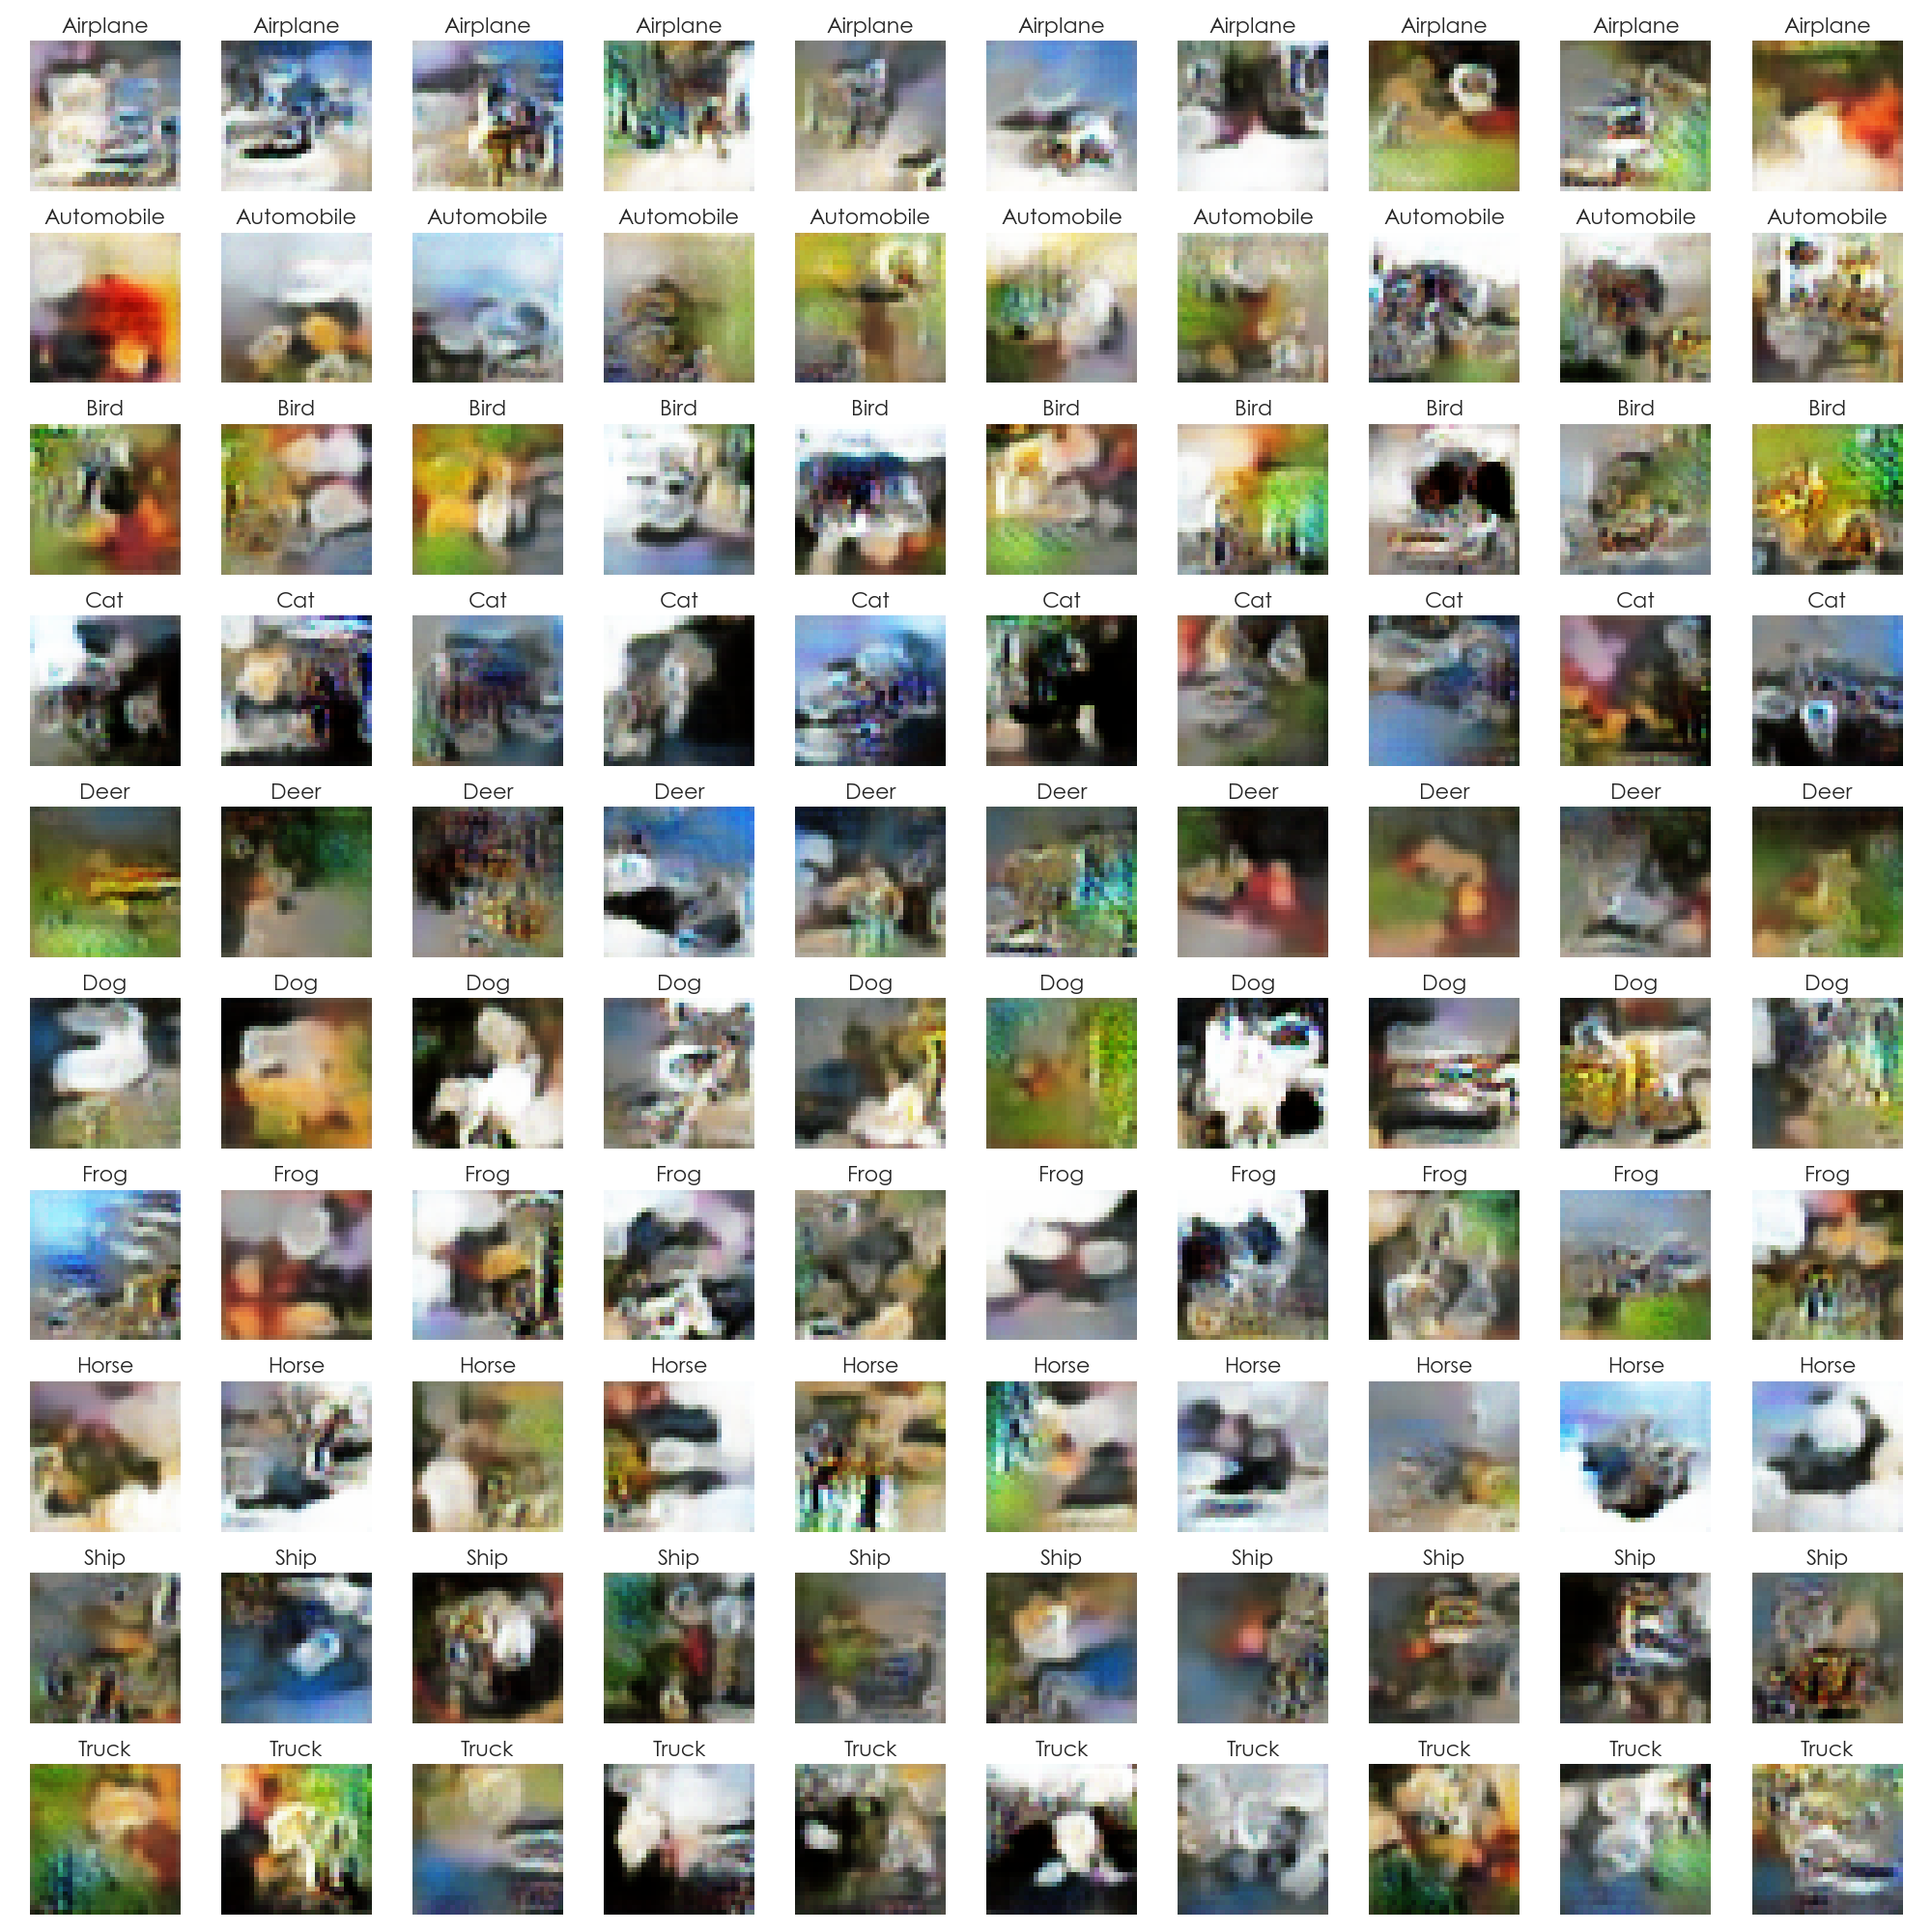 Airplane Airplane Airplane Airplane Airplane Airplane Airplane Airplane Airplane Airplane
Automobile Automobile Automobile Automobile Automobile Automobile Automobile Automobile Automobile Automobile
Bird Bird Bird Bird Bird Bird Bird Bird Bird Bird
Cat Cat Cat Cat Cat Cat Cat Cat Cat Cat
Deer Deer Deer Deer Deer Deer Deer Deer Deer Deer
Dog Dog Dog Dog Dog Dog Dog Dog Dog Dog
Frog Frog Frog Frog Frog Frog Frog Frog Frog Frog
Horse Horse Horse Horse Horse Horse Horse Horse Horse Horse
Ship Ship Ship Ship Ship Ship Ship Ship Ship Ship
Truck Truck Truck Truck Truck Truck Truck Truck Truck Truck